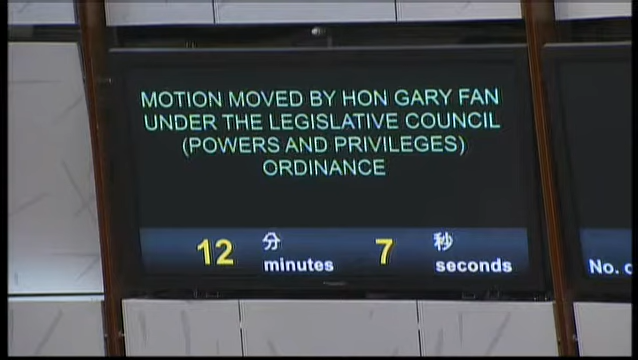 MOTION MOVED BY HON GARY FAN
UNDER THE LEGISLATIVE COUNCIL
(POWERS AND PRIVILEGES)
ORDINANCE
12 分 minutes 7 秒 seconds
No.